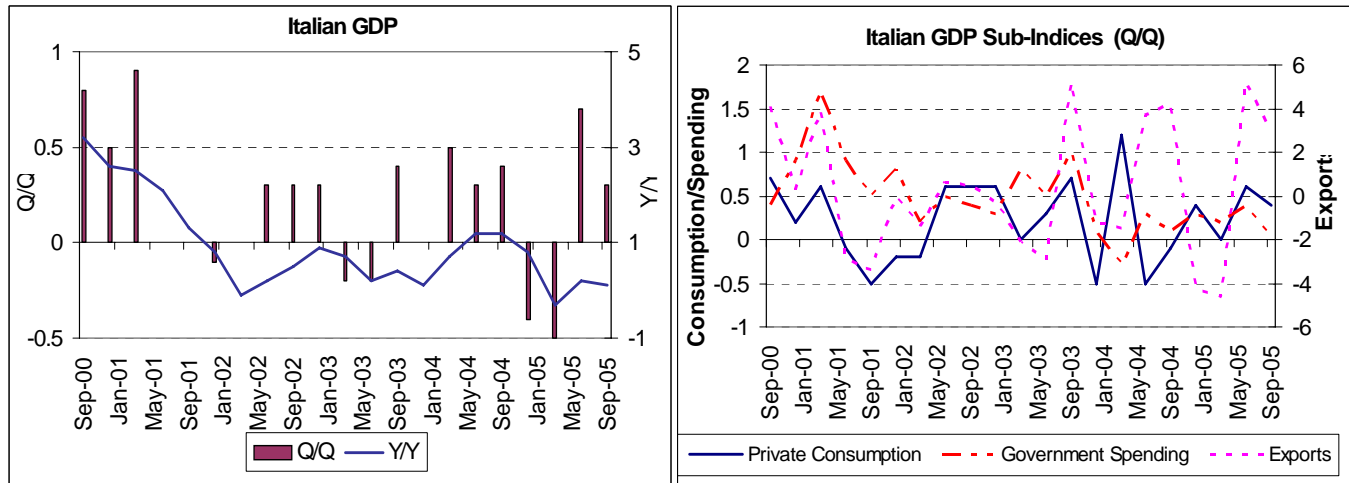 Italian GDP
1
0.5
0
-0.5
Q/Q
5
3
1
-1
Y/Y
Sep-00
Jan-01
May-01
Sep-01
Jan-02
May-02
Sep-02
Jan-03
May-03
Sep-03
Jan-04
May-04
Sep-04
Jan-05
May-05
Sep-05
Q/Q Y/Y
Italian GDP Sub-Indices (Q/Q)
2
1.5
1
0.5
0
-0.5
-1
Consumption/Spending
6
4
2
0
-2
-4
-6
Export:
Sep-00
Jan-01
May-01
Sep-01
Jan-02
May-02
Sep-02
Jan-03
May-03
Sep-03
Jan-04
May-04
Sep-04
Jan-05
May-05
Sep-05
Private Consumption Government Spending Exports